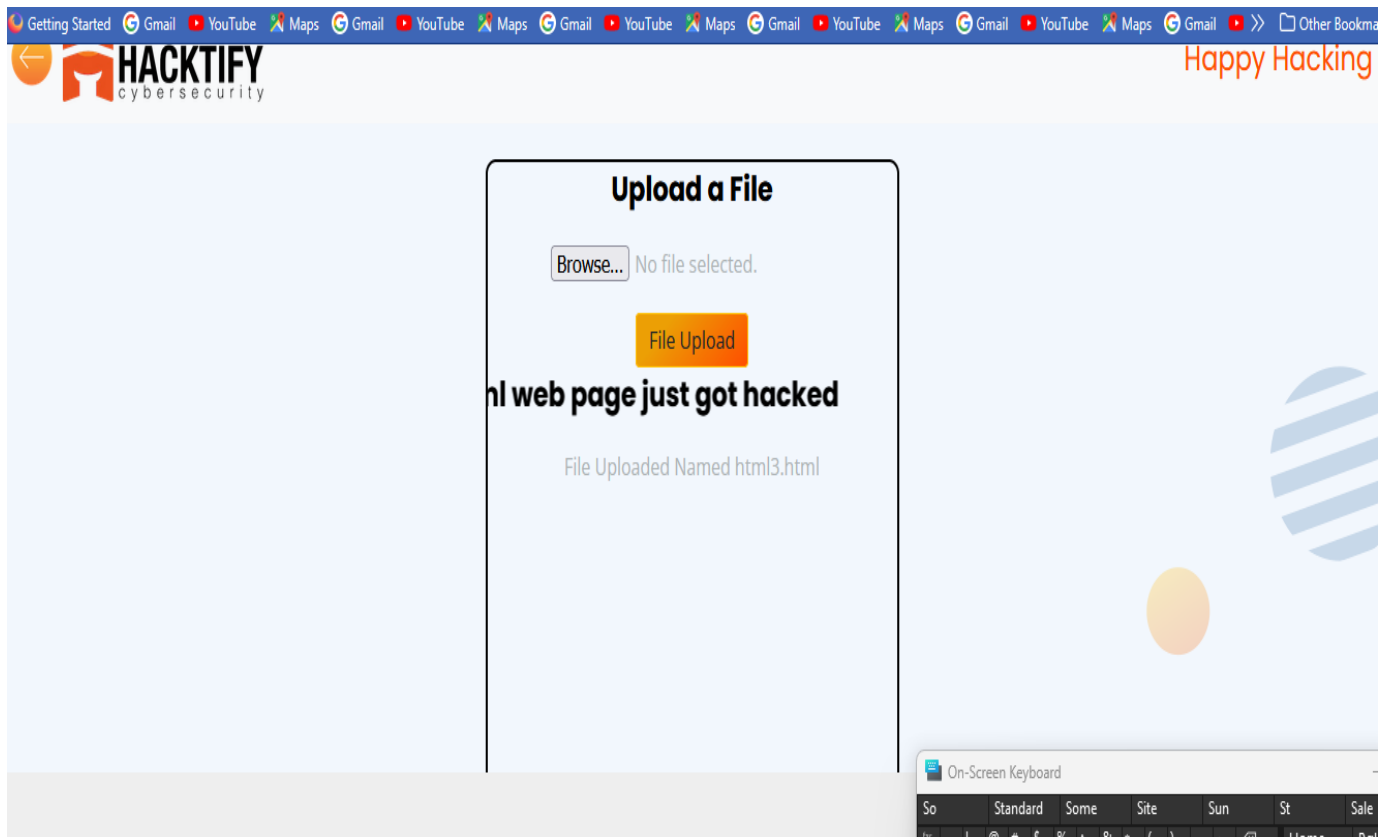 Getting Started Gmail YouTube Maps Gmail YouTube Maps Gmail YouTube Maps Gmail YouTube Maps Gmail YouTube Maps Gmail Other Bookma
HACKTIFY
cybersecurity
Happy Hacking
Upload a File
Browse... No file selected.
File Upload
web page just got hacked
File Uploaded Named html3.html
On-Screen Keyboard
So Standard Some Site Sun St Sale